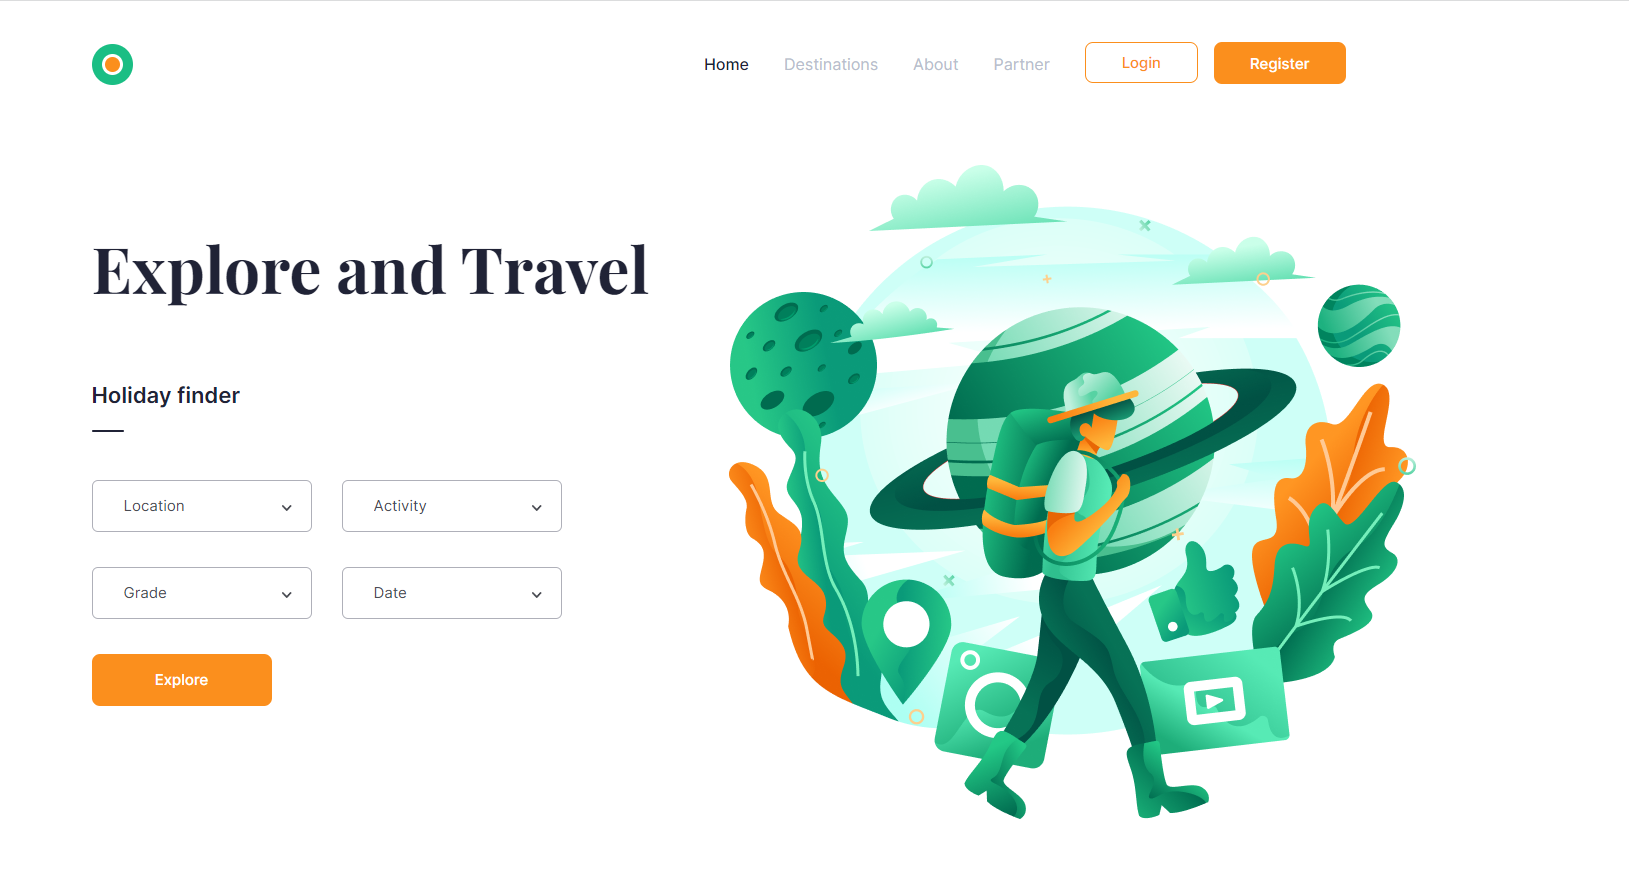 Home Destinations About Partner Login Register
Explore and Travel
Holiday finder
Location Activity
Grade Date
Explore